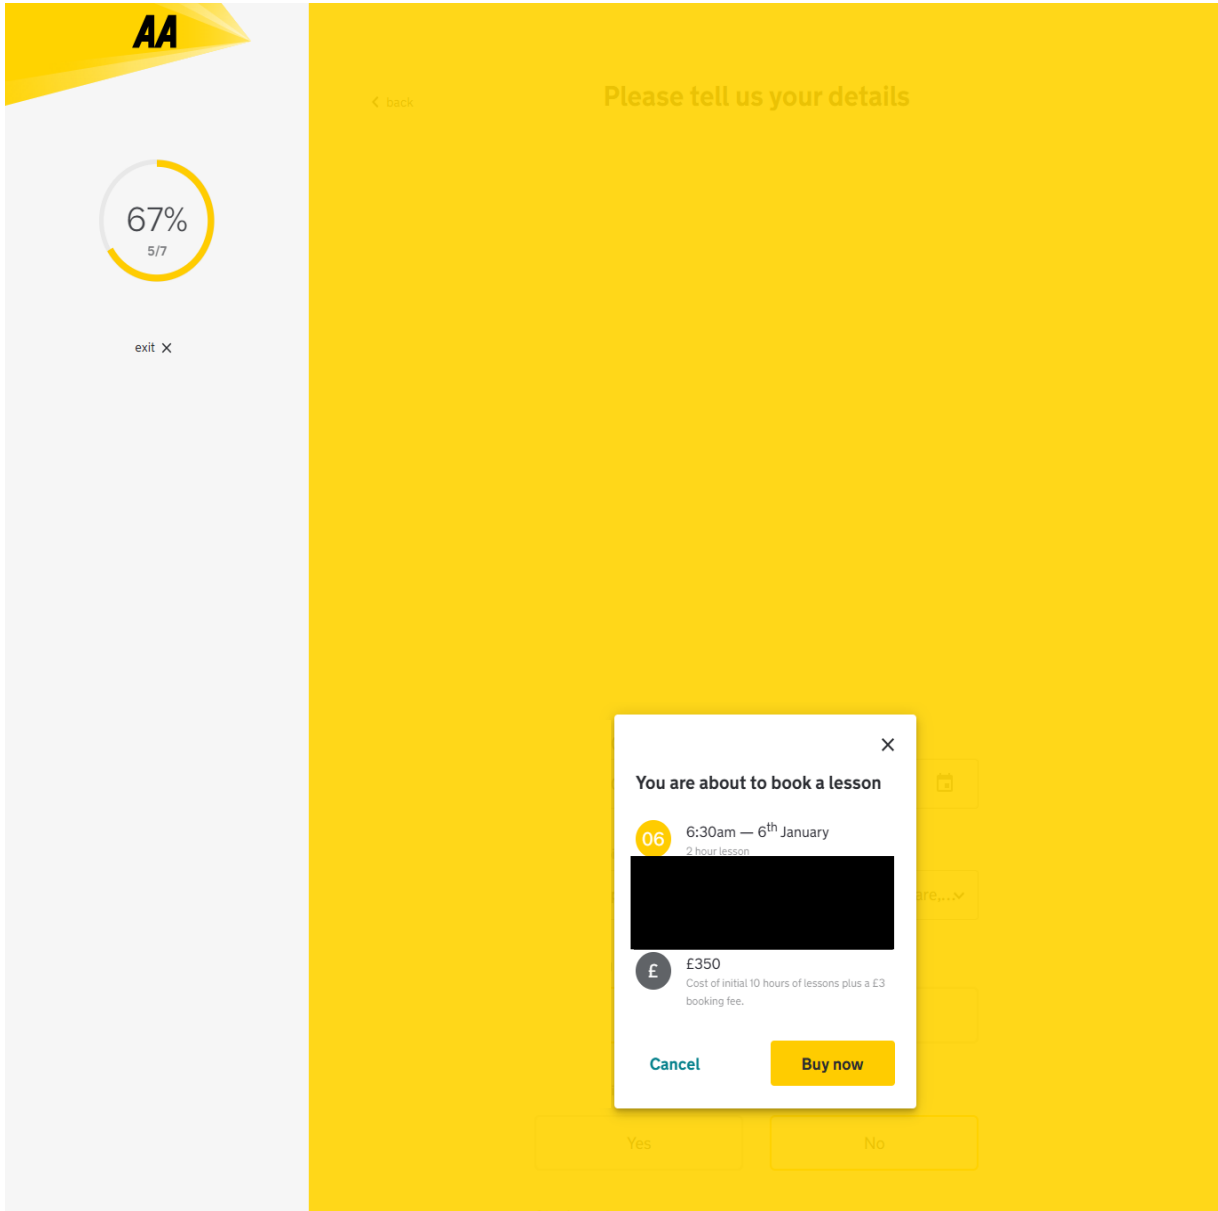 AA
back
Please tell us your details
67%
5/7
exit
You are about to book a lesson
06
6:30am — 6th January
2 hour lesson
are,...
£
£350
Cost of initial 10 hours of lessons plus a £3
booking fee.
Cancel
Buy now
Yes
No